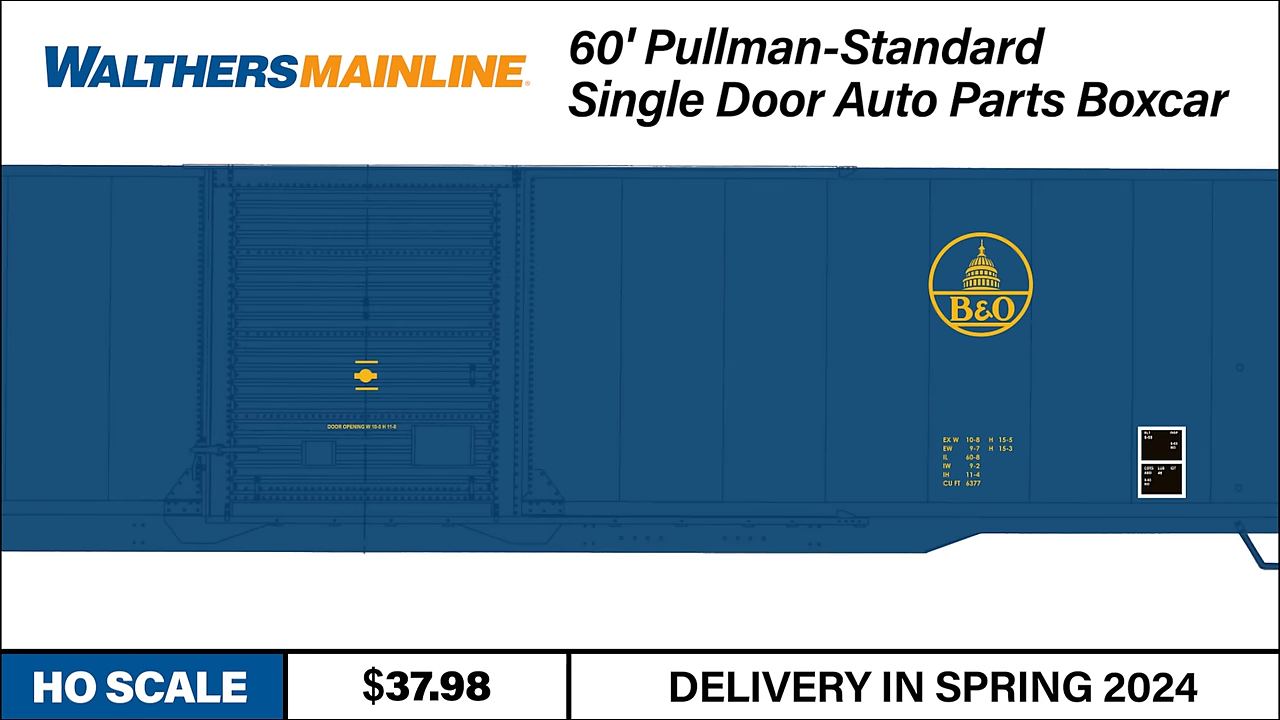 WALTHERS MAINLINE
60' Pullman-Standard
Single Door Auto Parts Boxcar
B&O
DOOR OPENING W 10-0 H 11-0
EX W 10-8 H 15-5
EW 9-7 H 15-3
IL 60-8
IW 9-2
IH 11-4
CU FT 6377
HO SCALE
$37.98
DELIVERY IN SPRING 2024